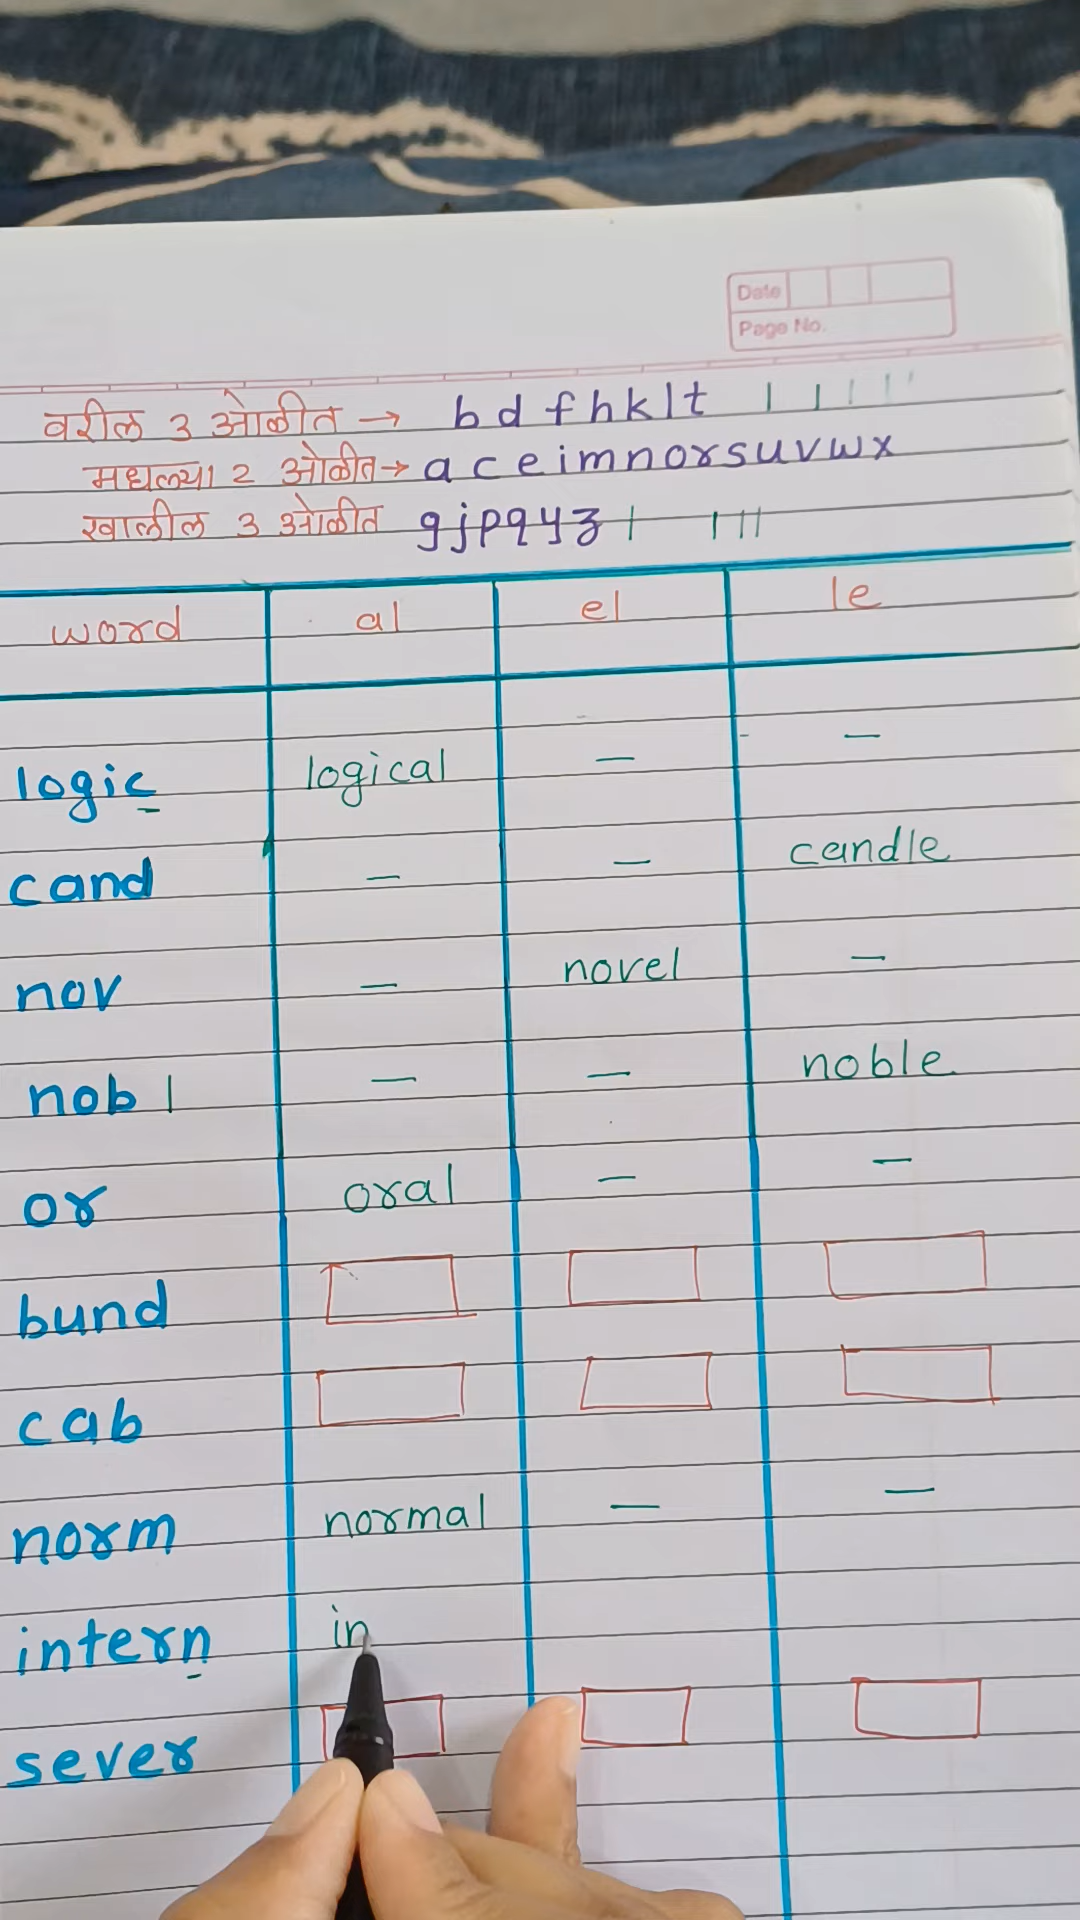 Date
Page No.
वरील 3 ओळीत → b d f h k l t
मधल्या 2 ओळीत → a c e i m n o r s u v w x
खालील 3 ओळीत g j p q y z
word al el le
logic logical — —
cand — — candle
nov — novel —
nob — — noble
or oral — —
bund
cab
norm normal — —
intern in
sever